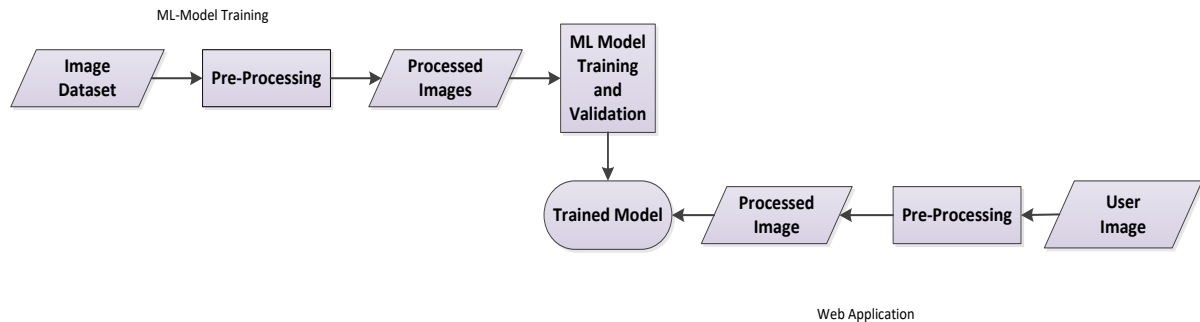 ML-Model Training
Image
Dataset
Pre-Processing
Processed
Images
ML Model
Training
and
Validation
Trained Model
Processed
Image
Pre-Processing
User
Image
Web Application